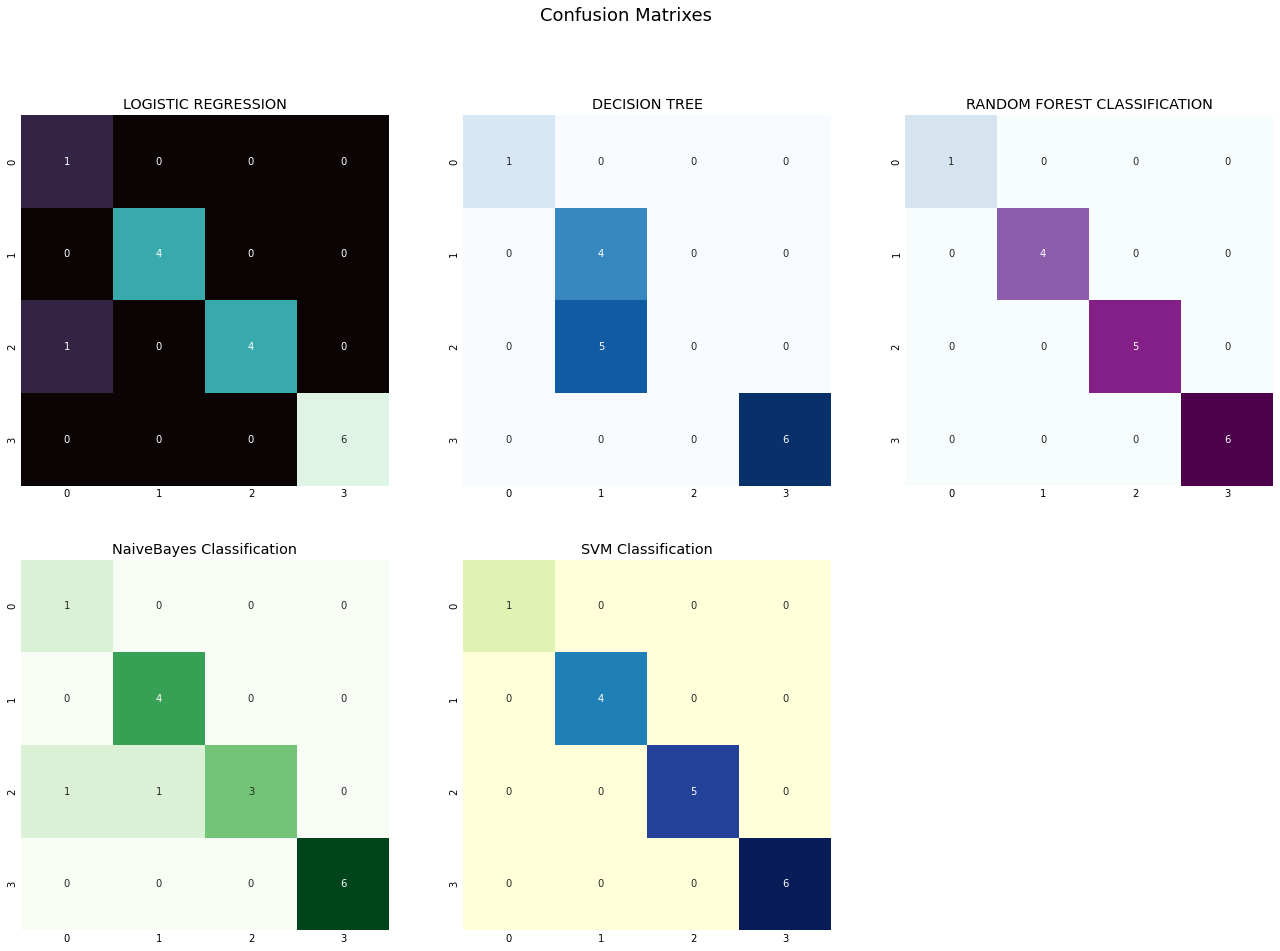 Confusion Matrixes
LOGISTIC REGRESSION
0 1 0 0 0
1 0 4 0 0
2 1 0 4 0
3 0 0 0 6
0 1 2 3
DECISION TREE
0 1 0 0 0
1 0 4 0 0
2 0 5 0 0
3 0 0 0 6
0 1 2 3
RANDOM FOREST CLASSIFICATION
0 1 0 0 0
1 0 4 0 0
2 0 0 5 0
3 0 0 0 6
0 1 2 3
NaiveBayes Classification
0 1 0 0 0
1 0 4 0 0
2 1 1 3 0
3 0 0 0 6
0 1 2 3
SVM Classification
0 1 0 0 0
1 0 4 0 0
2 0 0 5 0
3 0 0 0 6
0 1 2 3